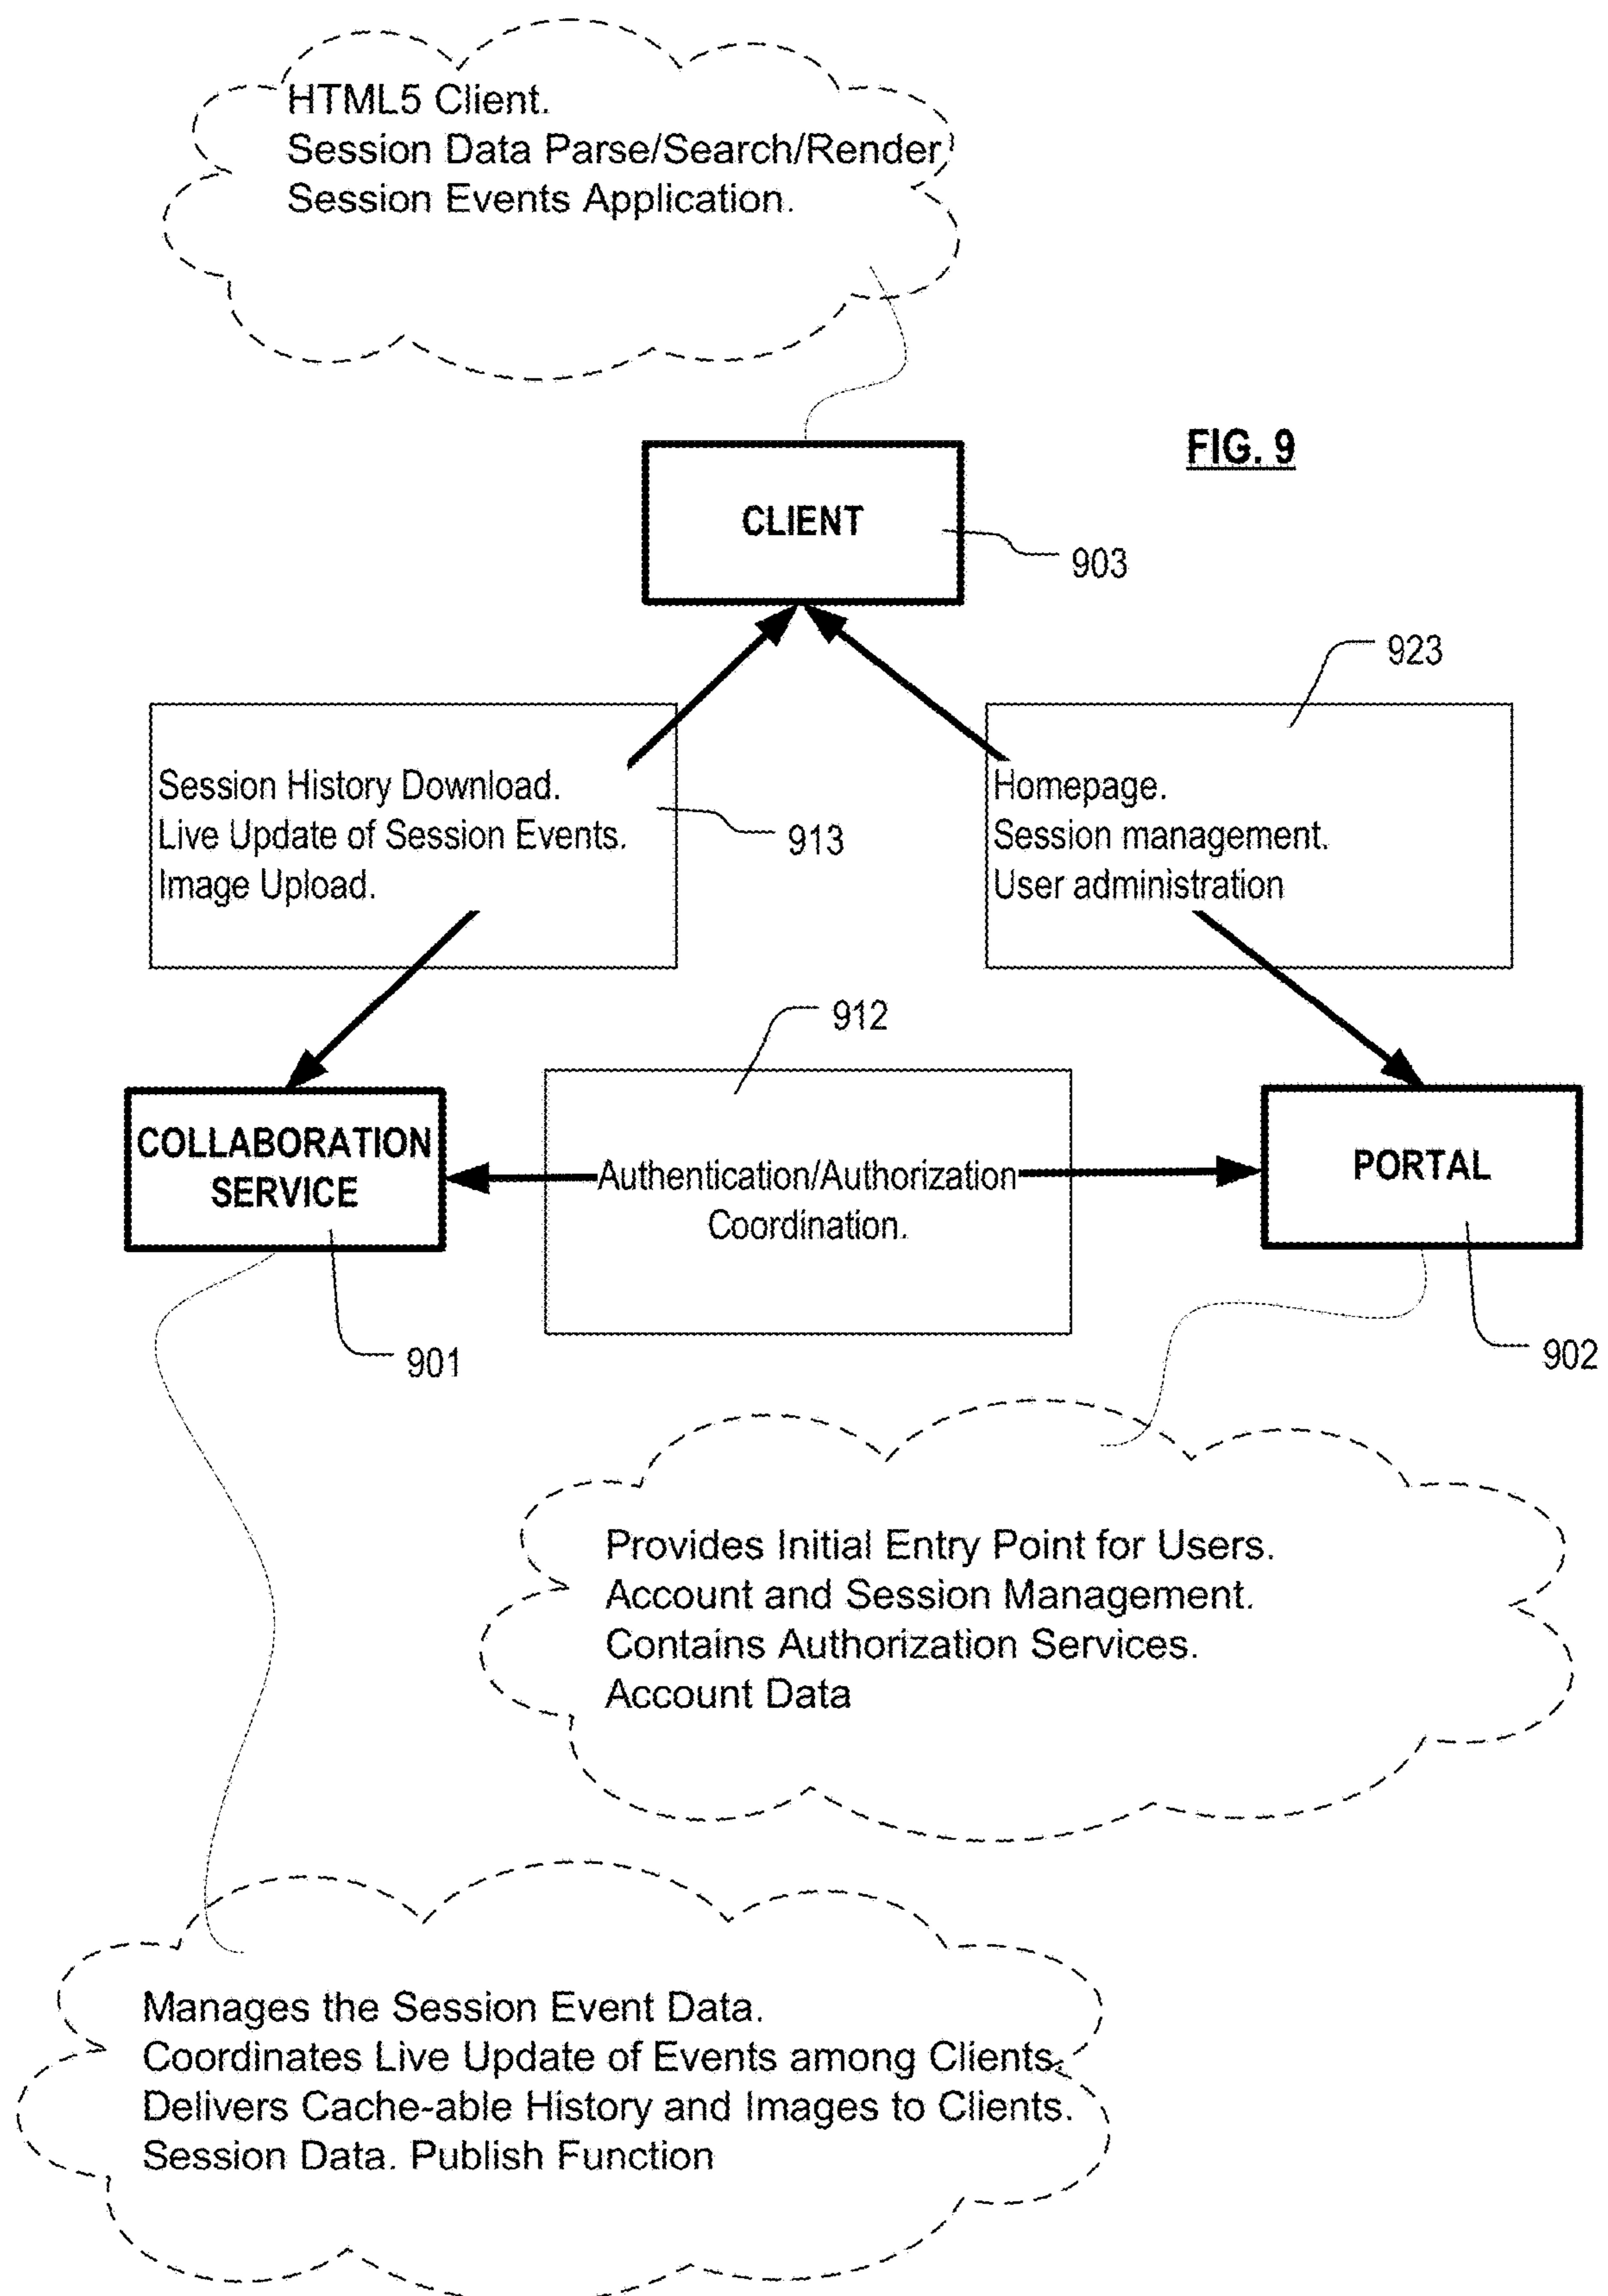 HTML5 Client.
Session Data Parse/Search/Render
Session Events Application.
FIG. 9
CLIENT
903
923
Session History Download.
Live Update of Session Events.
Image Upload.
913
Homepage.
Session management.
User administration
912
COLLABORATION
SERVICE
Authentication/Authorization
Coordination.
PORTAL
901
902
Provides Initial Entry Point for Users.
Account and Session Management.
Contains Authorization Services.
Account Data
Manages the Session Event Data.
Coordinates Live Update of Events among Clients.
Delivers Cache-able History and Images to Clients.
Session Data. Publish Function